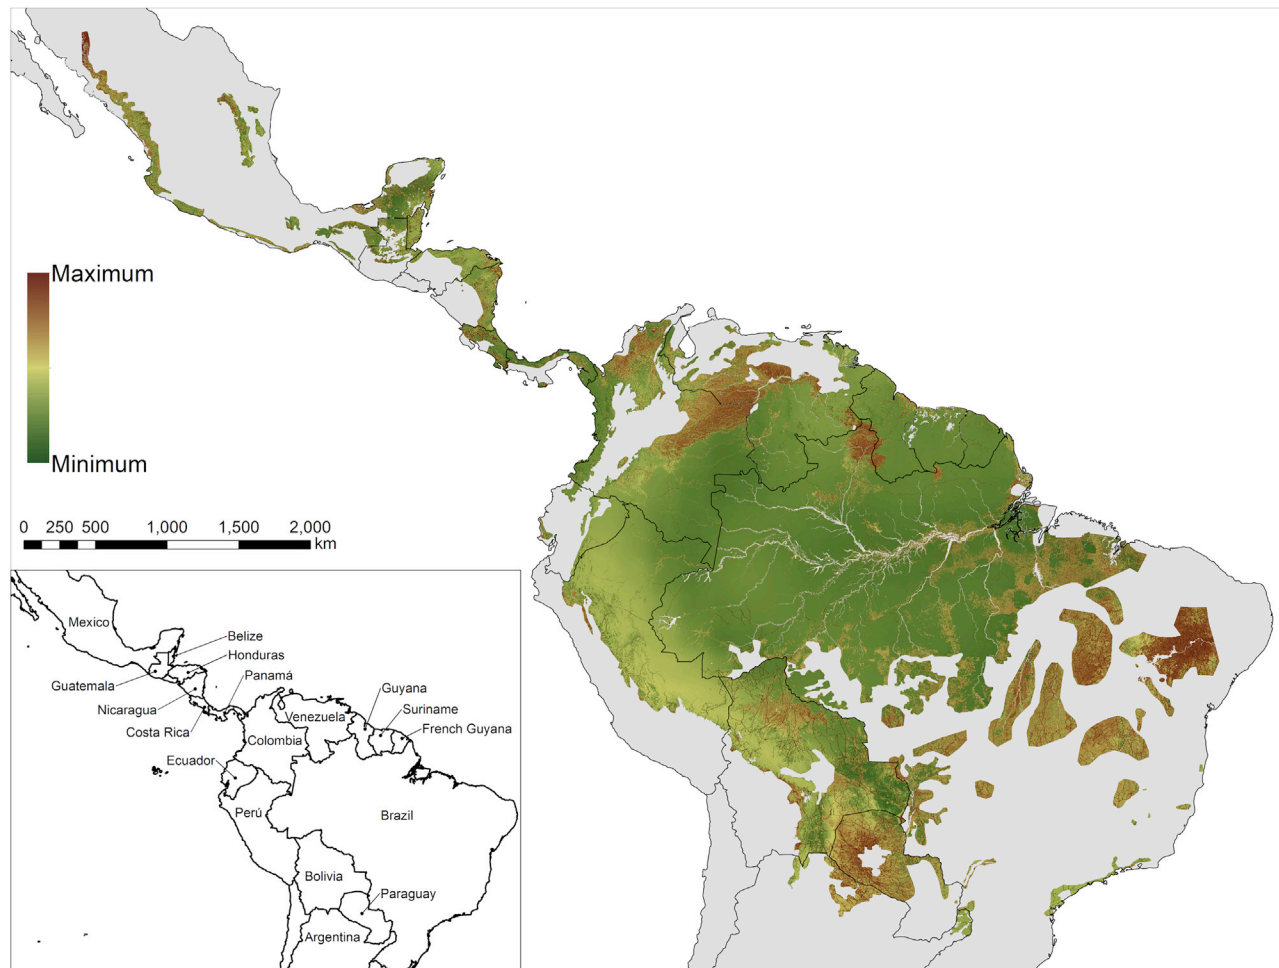 Maximum
Minimum
0 250 500 1,000 1,500 2,000
km
Mexico
Belize
Honduras
Guatemala
Panamá
Nicaragua
Costa Rica
Guyana
Suriname
French Guyana
Venezuela
Colombia
Ecuador
Perú
Brazil
Bolivia
Paraguay
Argentina